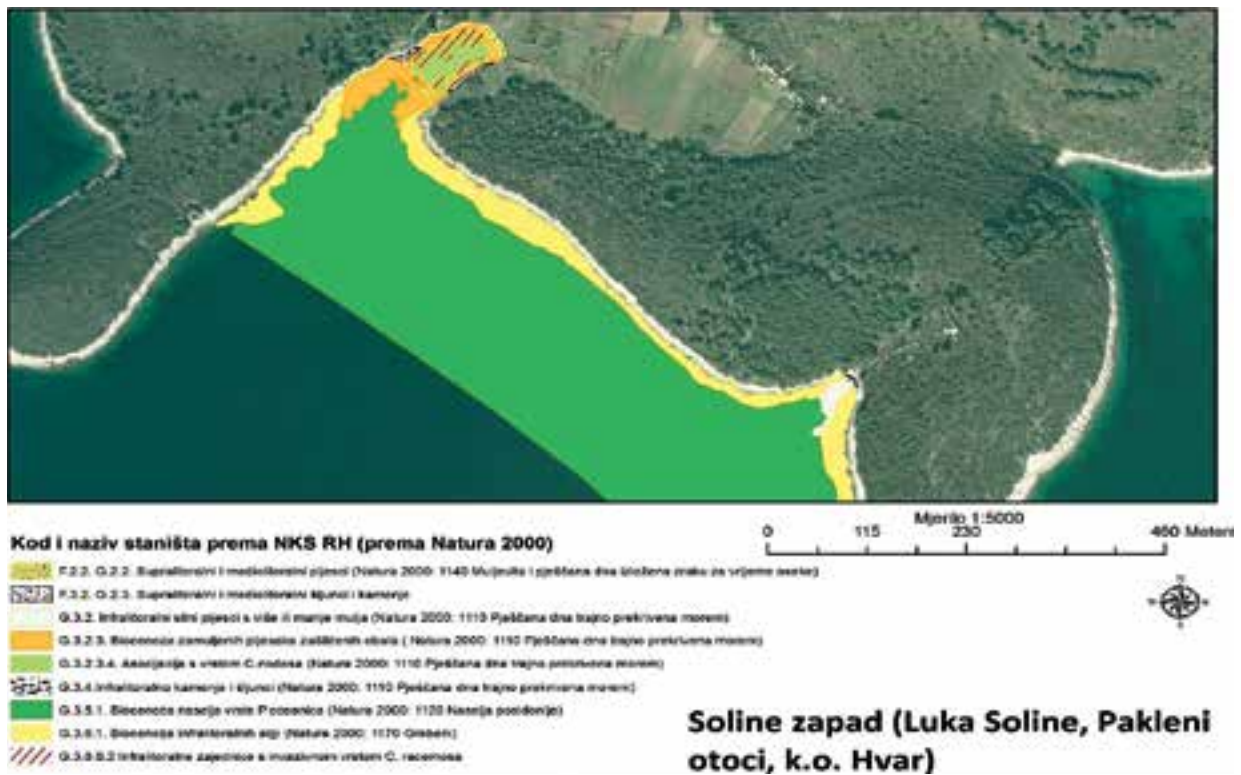 Kod i naziv staništa prema NKS RH (prema Natura 2000)
Mjerilo 1:5000
0 115 230 460 Meters
F.2.2. G.2.2. Supralitoralni i mediolitoralni pijesci (Natura 2000: 1140 Muljevita i pješčana dna izložena zraku za vrijeme oseke)
F.3.2. G.2.3. Supralitoralni i mediolitoralni šljunci i kamenje
G.3.2. Infralitoralni sitni pijesci s više ili manje mulja (Natura 2000: 1110 Pješčana dna trajno prekrivena morem)
G.3.2.3. Biocenoza zamuljenih pijesaka zaštićenih obala ( Natura 2000: 1110 Pješčana dna trajno prekrivena morem)
G.3.2.3.4. Asocijacija s vrstom C.nodosa (Natura 2000: 1110 Pješčana dna trajno prekrivena morem)
G.3.4.Infralitoralno kamenje i šljunci (Natura 2000: 1110 Pješčana dna trajno prekrivena morem)
G.3.5.1. Biocenoza naselja vrste P.oceanica (Natura 2000: 1120 Naselja posidonije)
G.3.6.1. Biocenoza infralitoralnih algi (Natura 2000: 1170 Grebeni)
Infralitoralne zajednice s invazivnom vrstom C. racemosa
Soline zapad (Luka Soline, Pakleni
otoci, k.o. Hvar)